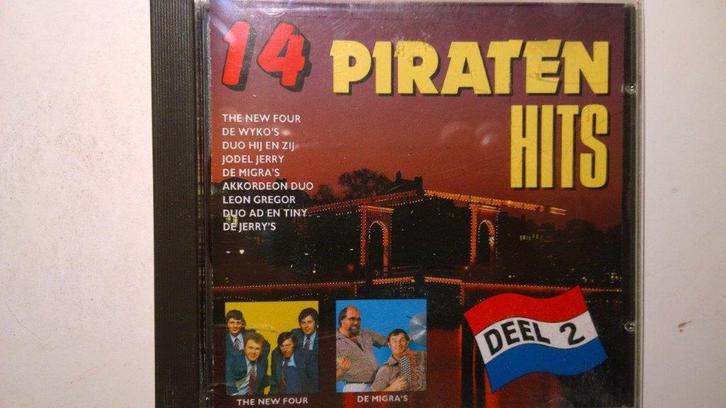 14 PIRATEN
HITS
THE NEW FOUR
DE WYKO'S
DUO HIJ EN ZIJ
JODEL JERRY
DE MIGRA'S
AKKORDEON DUO
LEON GREGOR
DUO AD EN TINY
DE JERRY'S
DEEL 2
THE NEW FOUR
DE MIGRA'S